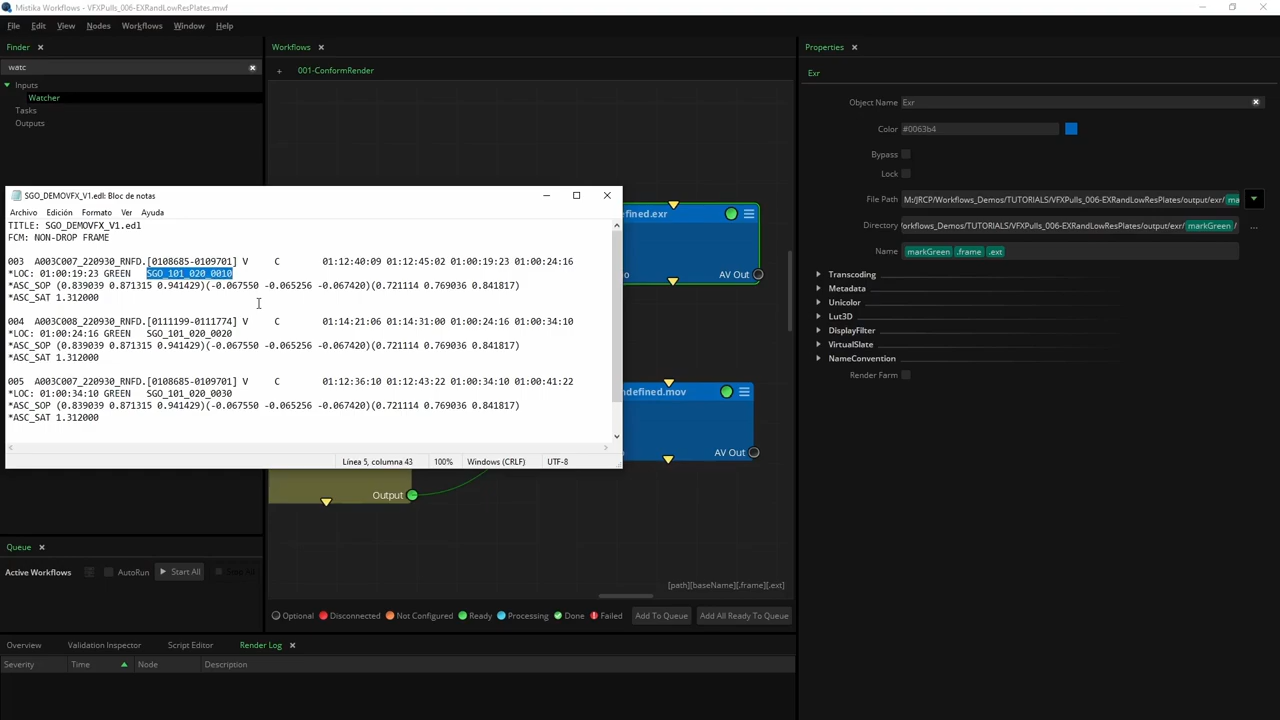 Mistika Workflows - VFXPulls_006-EXRandLowResPlates.mwf
File Edit View Nodes Workflows Window Help
Finder
Workflows
Properties
watc
Inputs
Watcher
Tasks
Outputs
+ 001-ConformRender
Exr
Object Name Exr
Color #0063b4
Bypass
Lock
File Path M:/JRCP/Workflows_Demos/TUTORIALS/VFXPulls_006-EXRandLowResPlates/output/exr/ ma
Directory /orkflows_Demos/TUTORIALS/VFXPulls_006-EXRandLowResPlates/output/exr/ markGreen / ...
Name markGreen .frame .ext
Transcoding
Metadata
Unicolor
Lut3D
DisplayFilter
VirtualSlate
NameConvention
Render Farm
SGO_DEMOVFX_V1.edl: Bloc de notas
Archivo Edición Formato Ver Ayuda
TITLE: SGO_DEMOVFX_V1.edl
FCM: NON-DROP FRAME
003 A003C007_220930_RNFD.[0108685-0109701] V C 01:12:40:09 01:12:45:02 01:00:19:23 01:00:24:16
*LOC: 01:00:19:23 GREEN SGO_101_020_0010
*ASC_SOP (0.839039 0.871315 0.941429)(-0.067550 -0.065256 -0.067420)(0.721114 0.769036 0.841817)
*ASC_SAT 1.312000
004 A003C008_220930_RNFD.[0111199-0111774] V C 01:14:21:06 01:14:31:00 01:00:24:16 01:00:34:10
*LOC: 01:00:24:16 GREEN SGO_101_020_0020
*ASC_SOP (0.839039 0.871315 0.941429)(-0.067550 -0.065256 -0.067420)(0.721114 0.769036 0.841817)
*ASC_SAT 1.312000
005 A003C007_220930_RNFD.[0108685-0109701] V C 01:12:36:10 01:12:43:22 01:00:34:10 01:00:41:22
*LOC: 01:00:34:10 GREEN SGO_101_020_0030
*ASC_SOP (0.839039 0.871315 0.941429)(-0.067550 -0.065256 -0.067420)(0.721114 0.769036 0.841817)
*ASC_SAT 1.312000
Línea 5, columna 43 100% Windows (CRLF) UTF-8
efined.exr
AV Out
ndefined.mov
AV Out
Output
[path][baseName][.frame][.ext]
Queue
Active Workflows AutoRun Start All Stop All
Optional Disconnected Not Configured Ready Processing Done Failed Add To Queue Add All Ready To Queue
Overview Validation Inspector Script Editor Render Log
Severity Time Node Description